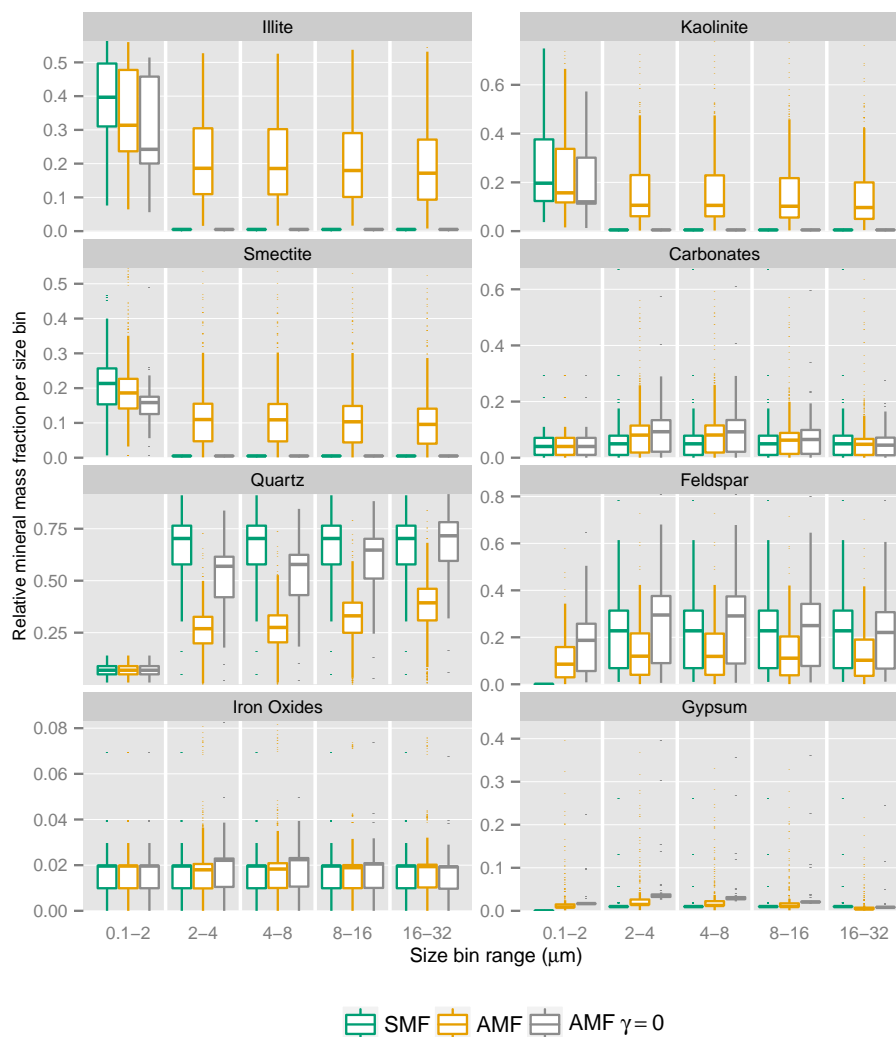 Illite
Kaolinite
0.5
0.4
0.3
0.2
0.1
0.0
0.6
0.4
0.2
0.0
Smectite
Carbonates
0.5
0.4
0.3
0.2
0.1
0.0
0.6
0.4
0.2
0.0
Relative mineral mass fraction per size bin
Quartz
Feldspar
0.75
0.50
0.25
0.8
0.6
0.4
0.2
0.0
Iron Oxides
Gypsum
0.08
0.06
0.04
0.02
0.00
0.4
0.3
0.2
0.1
0.0
0.1–2 2–4 4–8 8–16 16–32
0.1–2 2–4 4–8 8–16 16–32
Size bin range (μm)
SMF AMF AMF γ = 0